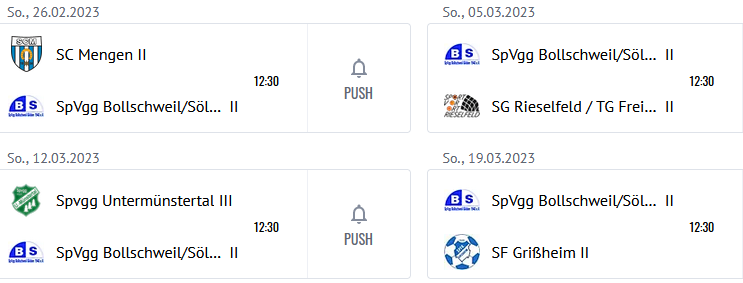 So., 26.02.2023
SC Mengen II
12:30
SpVgg Bollschweil/Söl... II
PUSH
So., 05.03.2023
SpVgg Bollschweil/Söl... II
12:30
SG Rieselfeld / TG Frei... II
So., 12.03.2023
Spvgg Untermünstertal III
12:30
SpVgg Bollschweil/Söl... II
PUSH
So., 19.03.2023
SpVgg Bollschweil/Söl... II
12:30
SF Grißheim II